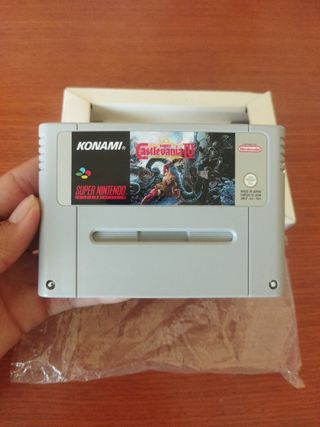 KONAMI®
SUPER
Castlevania IV
Nintendo
SUPER NINTENDO
MADE IN JAPAN